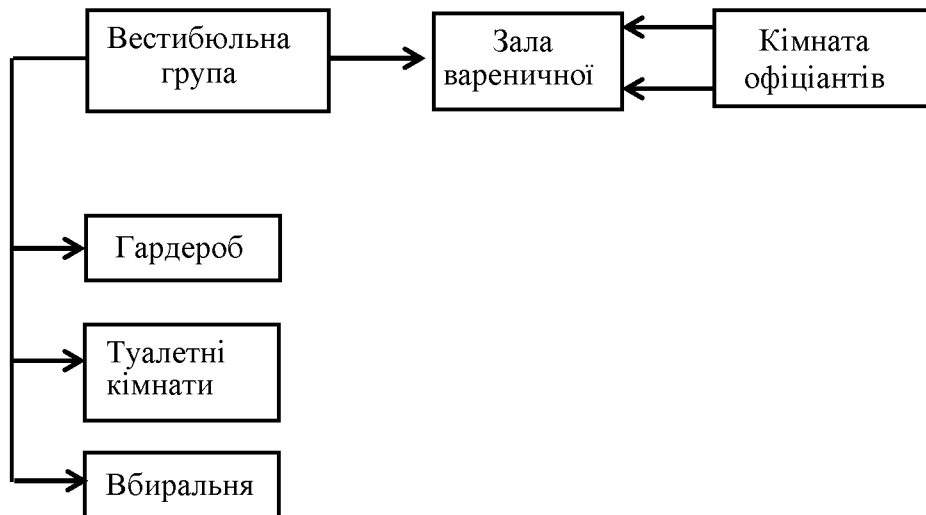 Вестибюльна
група
Зала
вареничної
Кімната
офіціантів
Гардероб
Туалетні
кімнати
Вбиральня